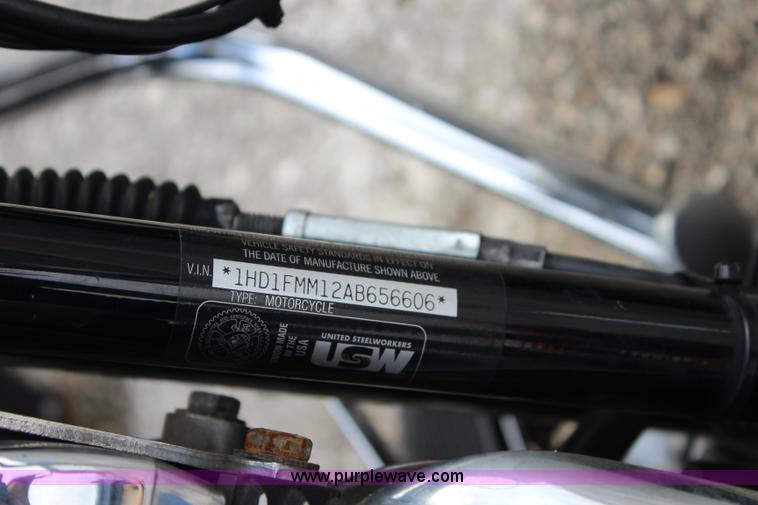 VEHICLE SAFETY STANDARDS IN EFFECT ON
THE DATE OF MANUFACTURE SHOWN ABOVE
V.I.N. *1HD1FMM12AB656606*
TYPE: MOTORCYCLE
UNION MADE
IN THE
USA
UNITED STEELWORKERS
USW
www.purplewave.com